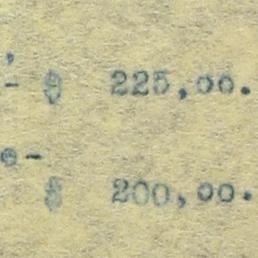 - $ 225,00.
e- $ 200,00.